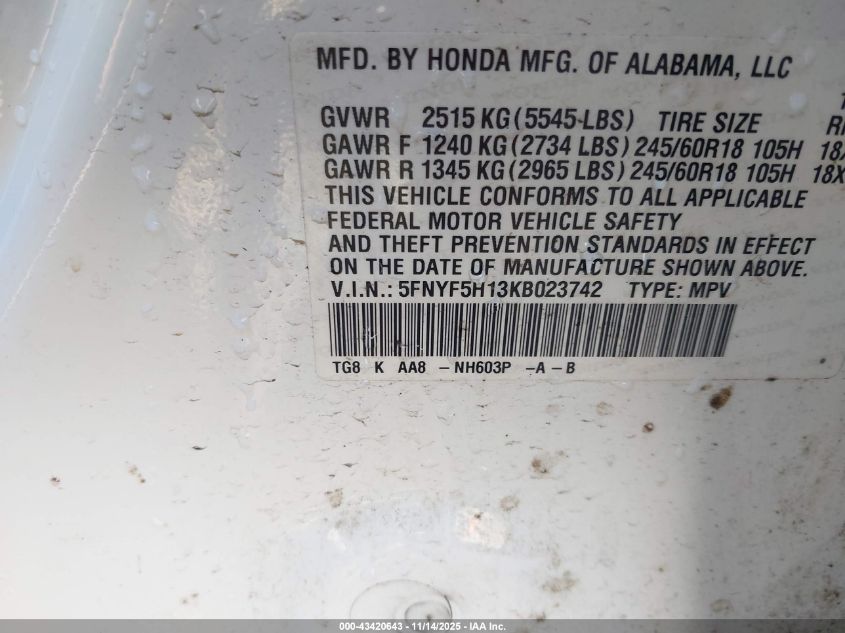 MFD. BY HONDA MFG. OF ALABAMA, LLC
GVWR 2515 KG (5545 LBS) TIRE SIZE
GAWR F 1240 KG (2734 LBS) 245/60R18 105H
GAWR R 1345 KG (2965 LBS) 245/60R18 105H
THIS VEHICLE CONFORMS TO ALL APPLICABLE
FEDERAL MOTOR VEHICLE SAFETY
AND THEFT PREVENTION STANDARDS IN EFFECT
ON THE DATE OF MANUFACTURE SHOWN ABOVE.
V.I.N.: 5FNYF5H13KB023742 TYPE: MPV
TG8 K AA8 - NH603P - A - B
000-43420643 - 11/14/2025 - IAA Inc.